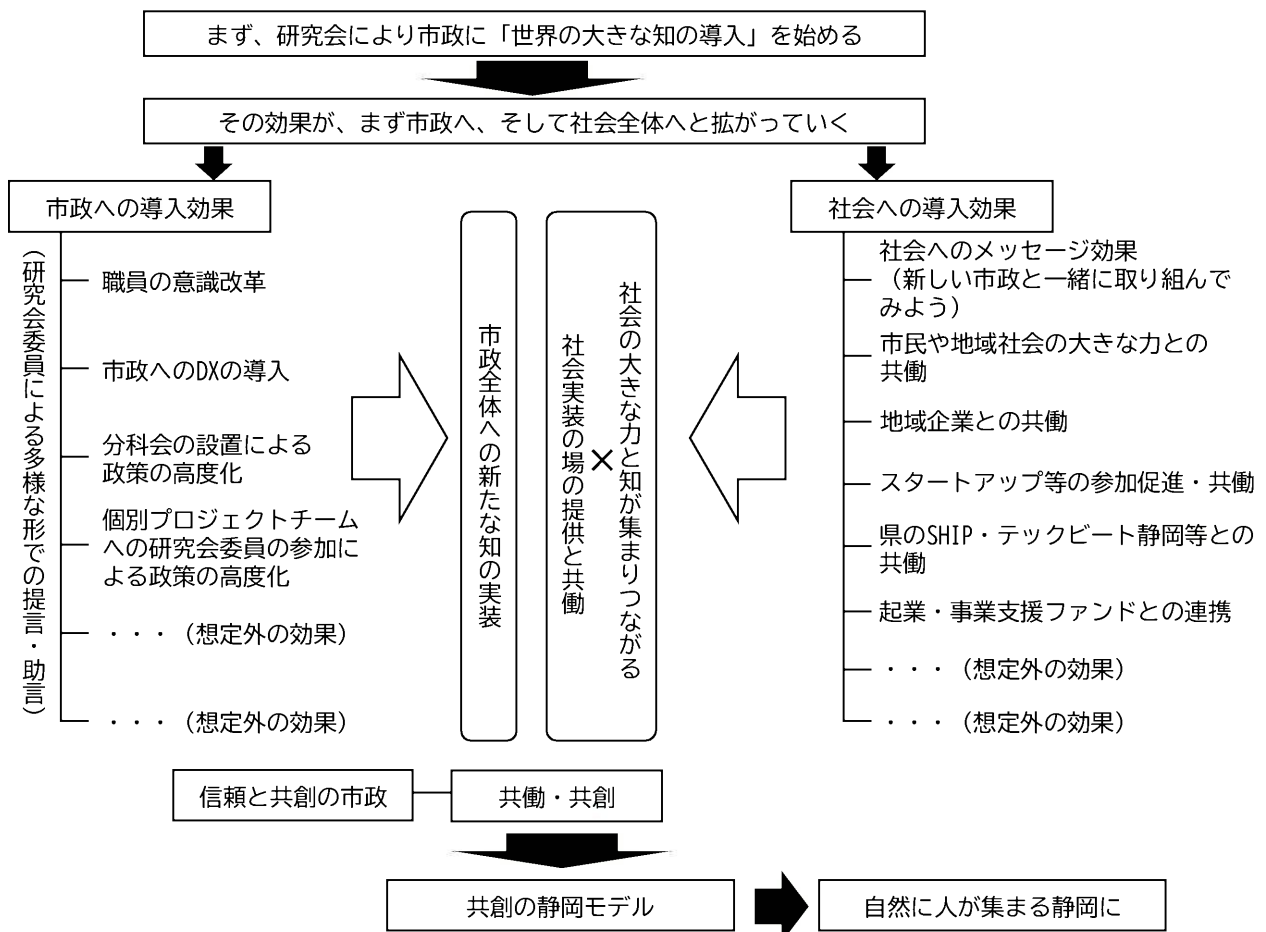 まず、研究会により市政に「世界の大きな知の導入」を始める
その効果が、まず市政へ、そして社会全体へと拡がっていく
市政への導入効果
（研究会委員による多様な形での提言・助言）
職員の意識改革
市政へのDXの導入
分科会の設置による
政策の高度化
個別プロジェクトチーム
への研究会委員の参加に
よる政策の高度化
・・・（想定外の効果）
・・・（想定外の効果）
市政全体への新たな知の実装
社会の大きな力と知が集まりつながる
×
社会実装の場の提供と共働
社会への導入効果
社会へのメッセージ効果
（新しい市政と一緒に取り組んで
みよう）
市民や地域社会の大きな力との
共働
地域企業との共働
スタートアップ等の参加促進・共働
県のSHIP・テックビート静岡等との
共働
起業・事業支援ファンドとの連携
・・・（想定外の効果）
・・・（想定外の効果）
信頼と共創の市政
共働・共創
共創の静岡モデル
自然に人が集まる静岡に